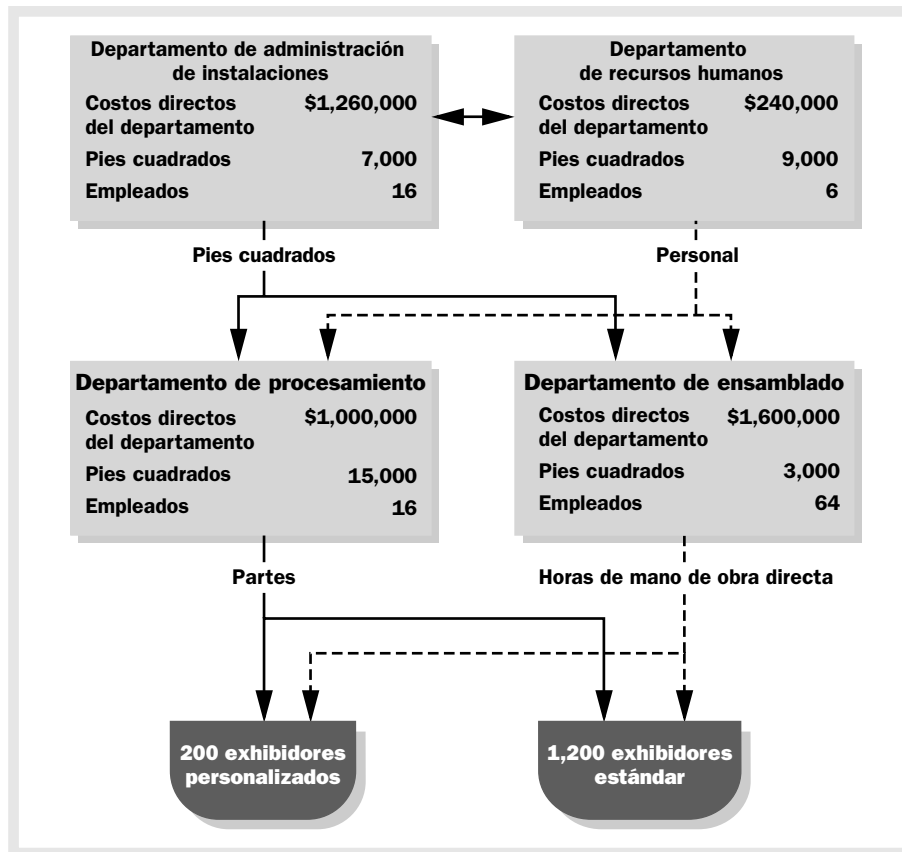 Departamento de administración
de instalaciones
Costos directos $1,260,000
del departamento
Pies cuadrados 7,000
Empleados 16
Departamento
de recursos humanos
Costos directos $240,000
del departamento
Pies cuadrados 9,000
Empleados 6
Pies cuadrados
Personal
Departamento de procesamiento
Costos directos $1,000,000
del departamento
Pies cuadrados 15,000
Empleados 16
Departamento de ensamblado
Costos directos $1,600,000
del departamento
Pies cuadrados 3,000
Empleados 64
Partes
Horas de mano de obra directa
200 exhibidores
personalizados
1,200 exhibidores
estándar